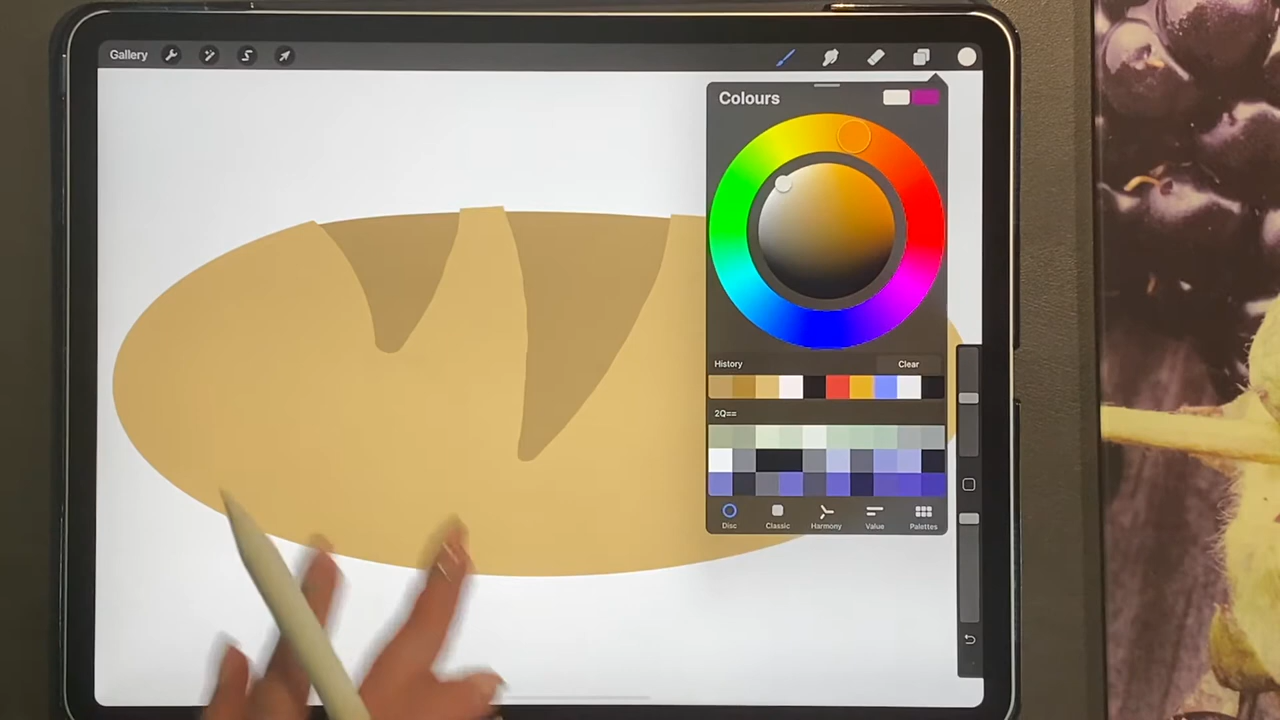 Gallery
Colours
History Clear
2Q==
Disc Classic Harmony Value Palettes